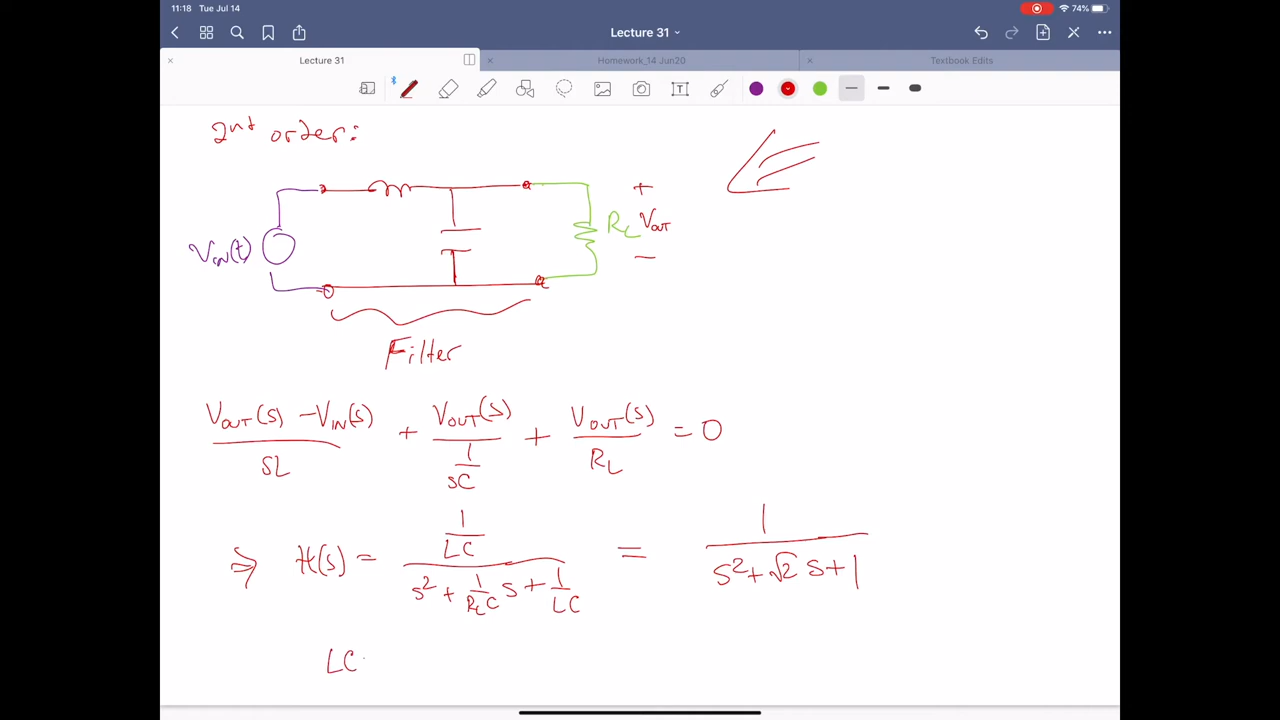 11:18 Tue Jul 14
74%
Lecture 31
Lecture 31
Homework_14 Jun20
Textbook Edits
2nd order:
VIN(t)
RL
+
VOUT
−
Filter
(VOUT(s) − VIN(s))/sL + VOUT(s)/(1/sC) + VOUT(s)/RL = 0
⇒ H(s) = (1/LC)/(s² + (1/RLC)s + 1/LC) = 1/(s² + √2 s + 1)
LC